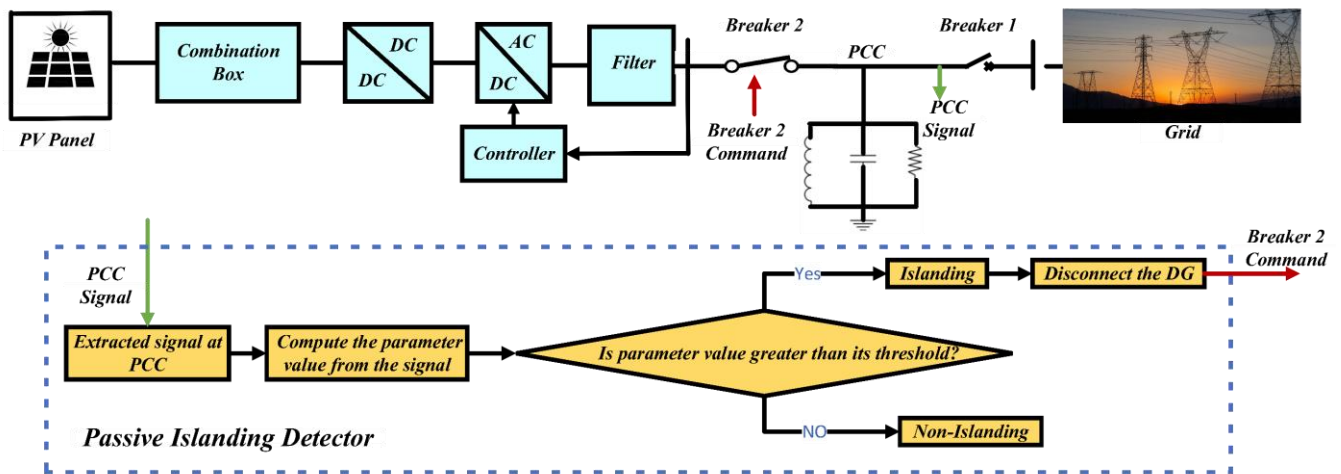 PV Panel
Combination
Box
DC
DC
AC
DC
Filter
Controller
Breaker 2
Breaker 2
Command
PCC
PCC
Signal
Breaker 1
Grid
PCC
Signal
Extracted signal at
PCC
Compute the parameter
value from the signal
Is parameter value greater than its threshold?
Yes
Islanding
Disconnect the DG
Breaker 2
Command
NO
Non-Islanding
Passive Islanding Detector